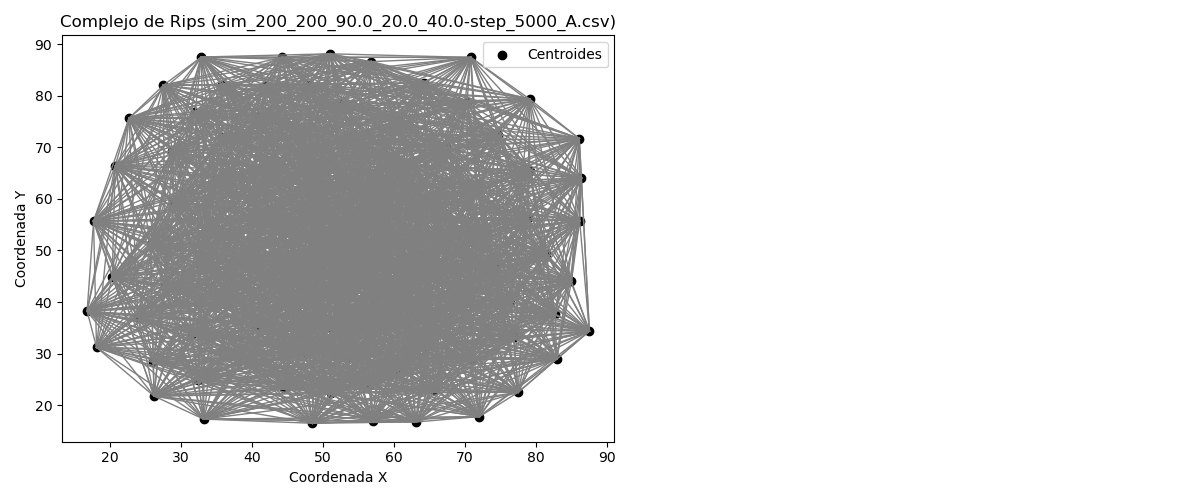 Complejo de Rips (sim_200_200_90.0_20.0_40.0-step_5000_A.csv)
Centroides
90
80
70
60
50
40
30
20
Coordenada Y
20 30 40 50 60 70 80 90
Coordenada X